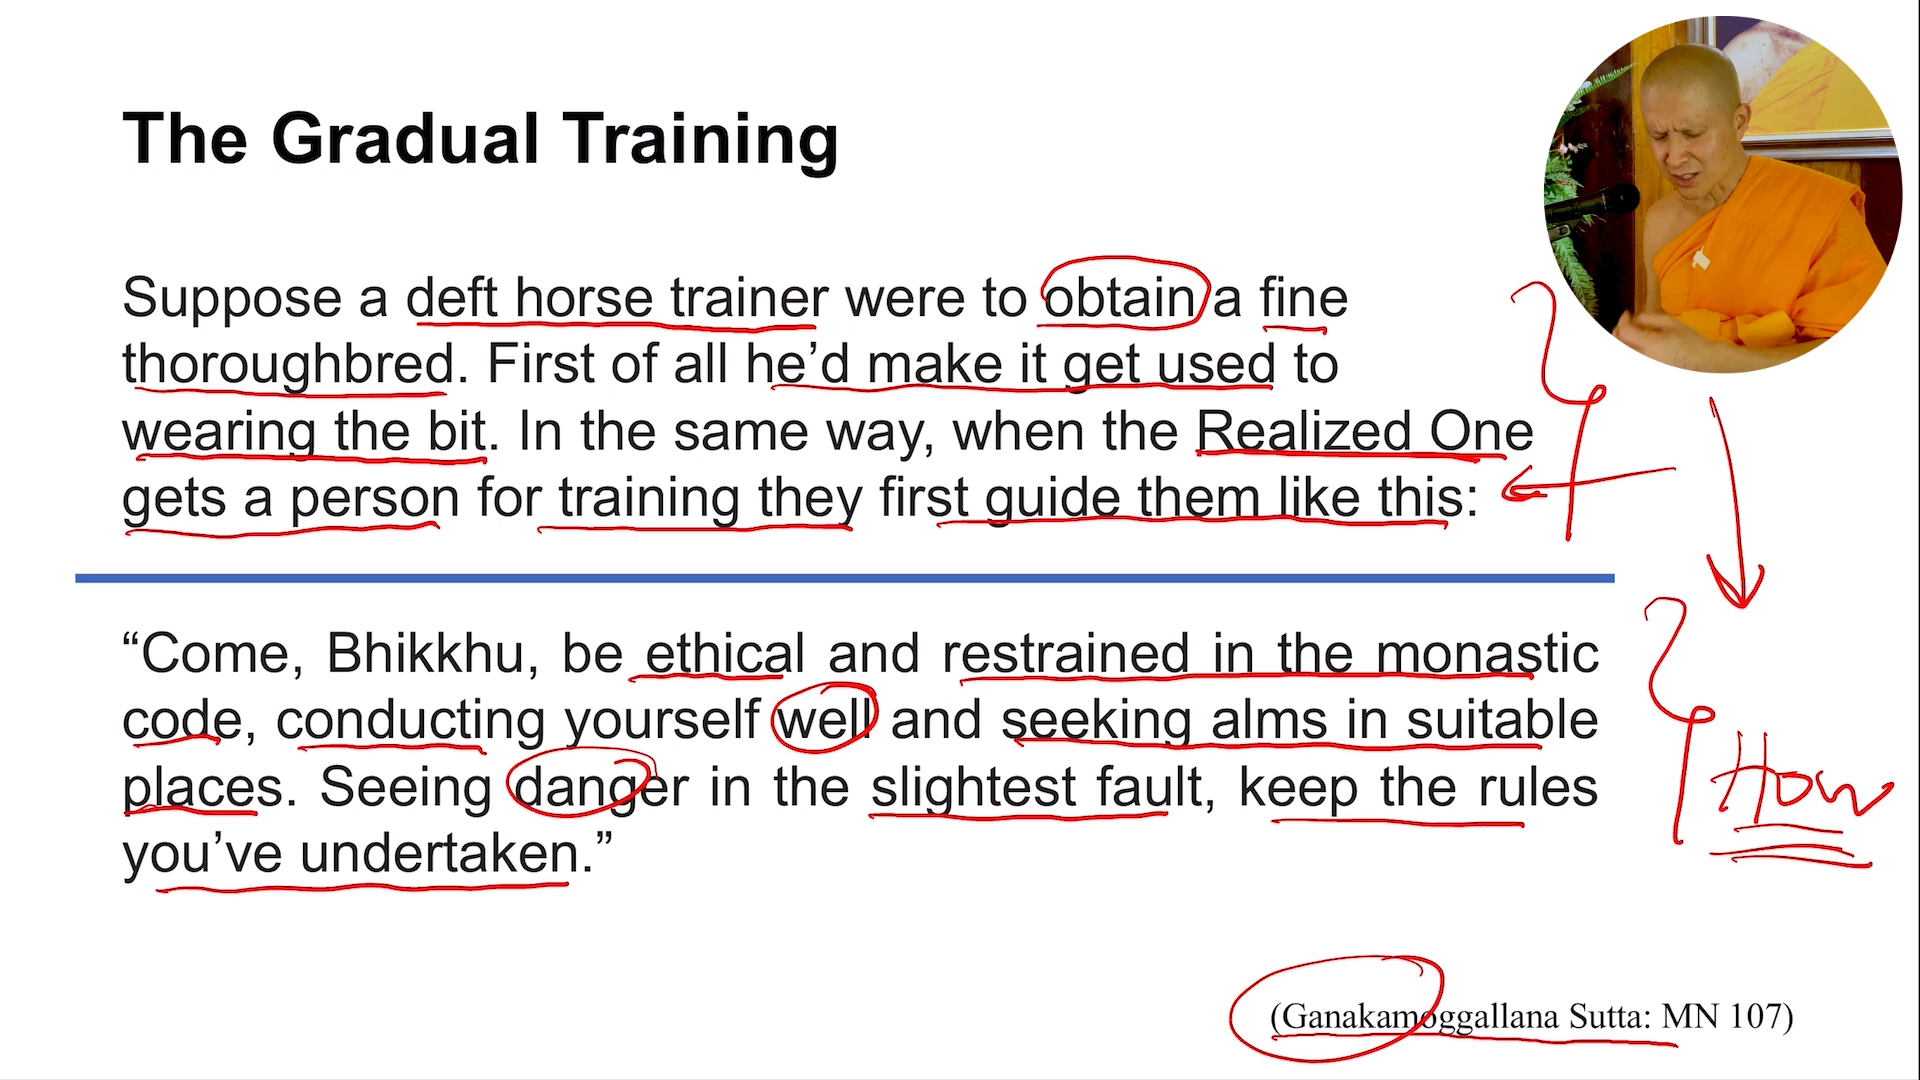 The Gradual Training
Suppose a deft horse trainer were to obtain a fine
thoroughbred. First of all he’d make it get used to
wearing the bit. In the same way, when the Realized One
gets a person for training they first guide them like this:
“Come, Bhikkhu, be ethical and restrained in the monastic
code, conducting yourself well and seeking alms in suitable
places. Seeing danger in the slightest fault, keep the rules
you’ve undertaken.”
How
(Ganakamoggallana Sutta: MN 107)